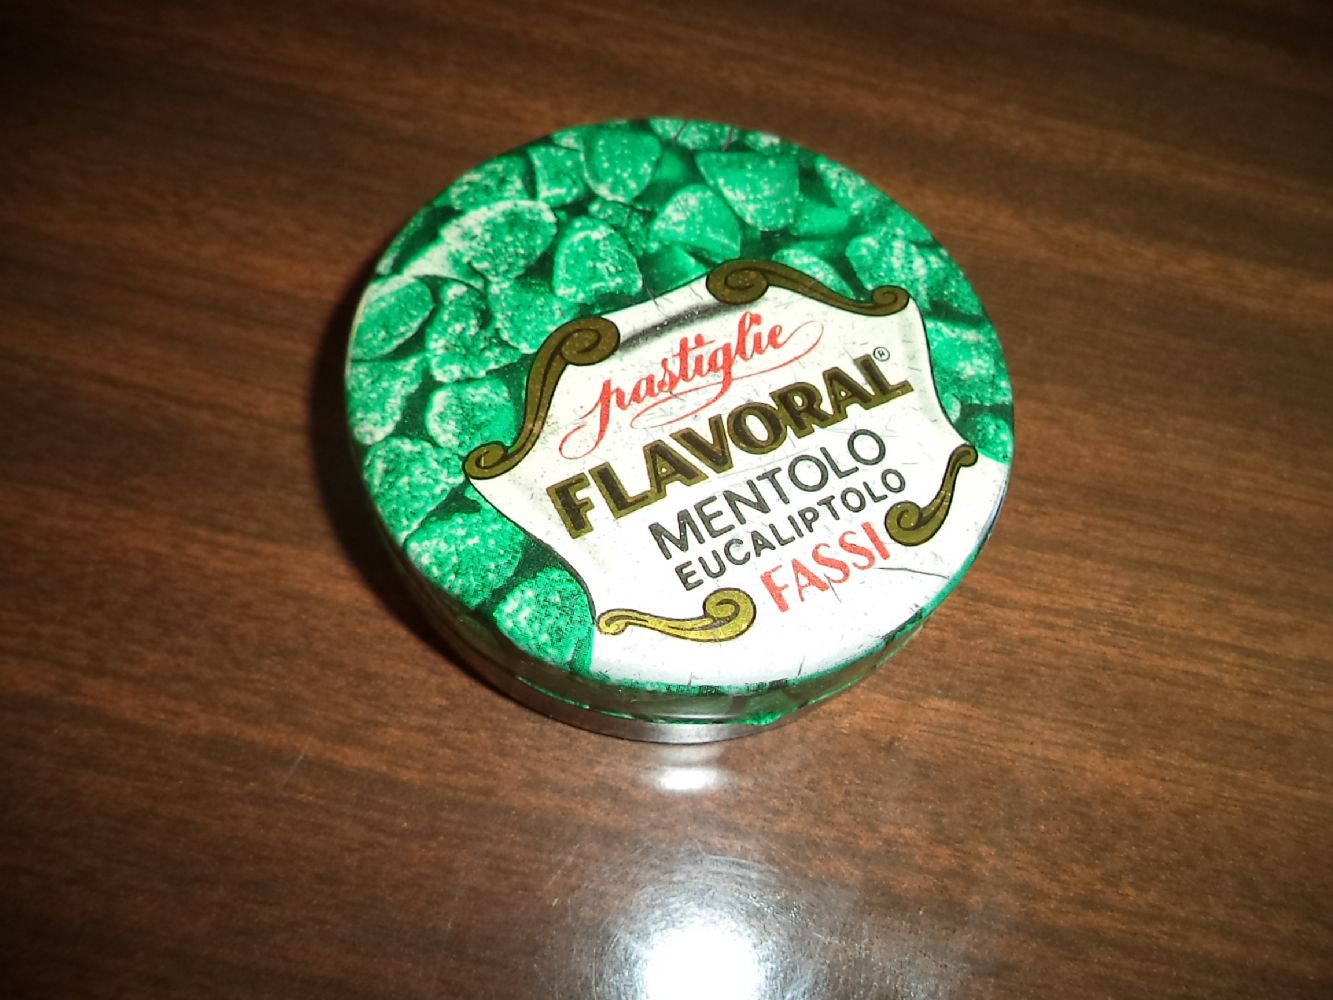 pastiglie
FLAVORAL®
MENTOLO
EUCALIPTOLO
FASSI